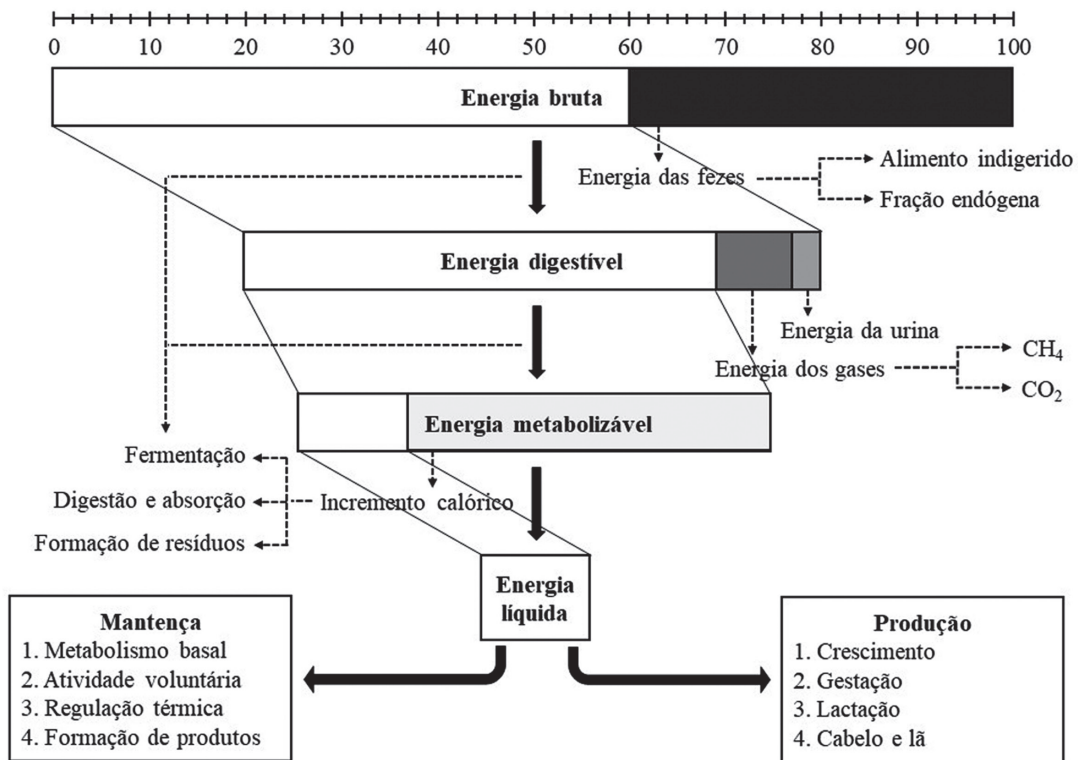 0 10 20 30 40 50 60 70 80 90 100
Energia bruta
Energia das fezes
Alimento indigerido
Fração endógena
Energia digestível
Energia da urina
Energia dos gases
CH₄
CO₂
Energia metabolizável
Fermentação
Digestão e absorção
Formação de resíduos
Incremento calórico
Energia
líquida
Mantença
1. Metabolismo basal
2. Atividade voluntária
3. Regulação térmica
4. Formação de produtos
Produção
1. Crescimento
2. Gestação
3. Lactação
4. Cabelo e lã